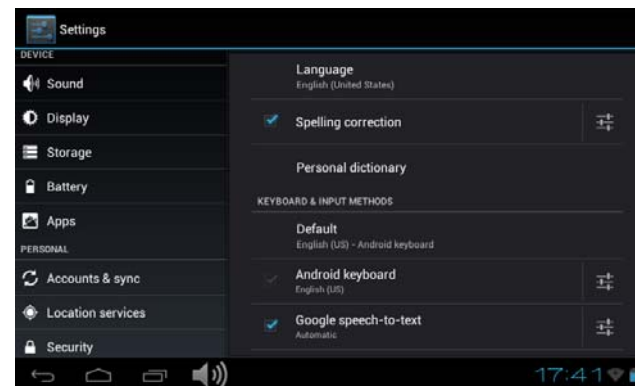 Settings
DEVICE
Sound
Display
Storage
Battery
Apps
PERSONAL
Accounts & sync
Location services
Security
Language
English (United States)
Spelling correction
Personal dictionary
KEYBOARD & INPUT METHODS
Default
English (US) - Android keyboard
Android keyboard
English (US)
Google speech-to-text
Automatic
17:41